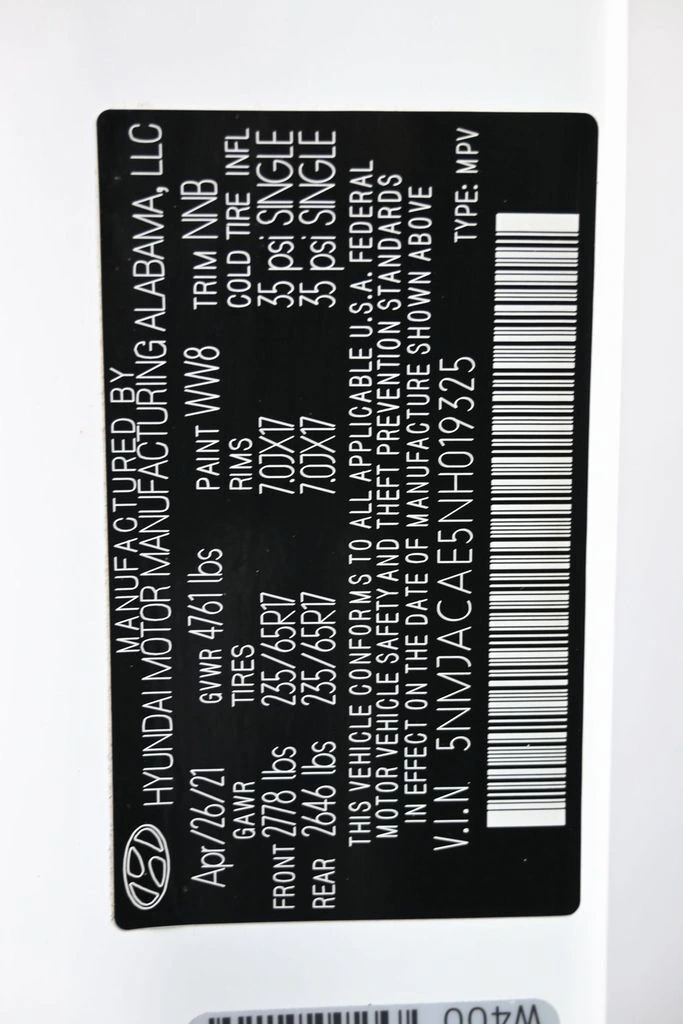 MANUFACTURED BY
HYUNDAI MOTOR MANUFACTURING ALABAMA, LLC
Apr/26/21 GVWR 4761 lbs PAINT WW8 TRIM NNB
GAWR TIRES RIMS COLD TIRE INFL
FRONT 2778 lbs 235/65R17 7.0JX17 35 psi SINGLE
REAR 2646 lbs 235/65R17 7.0JX17 35 psi SINGLE
THIS VEHICLE CONFORMS TO ALL APPLICABLE U.S.A. FEDERAL
MOTOR VEHICLE SAFETY AND THEFT PREVENTION STANDARDS
IN EFFECT ON THE DATE OF MANUFACTURE SHOWN ABOVE
V.I.N 5NMJACAE5NH019325 TYPE: MPV
W400